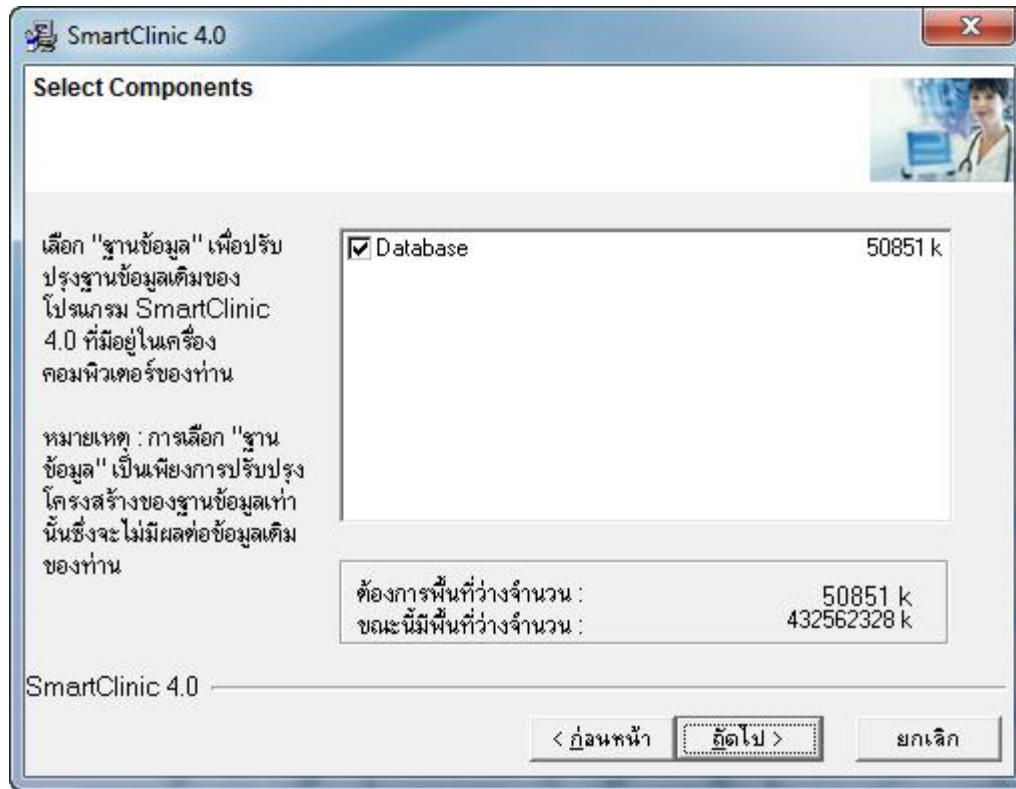 SmartClinic 4.0
Select Components
เลือก "ฐานข้อมูล" เพื่อปรับ
ปรุงฐานข้อมูลเดิมของ
โปรแกรม SmartClinic
4.0 ที่มีอยู่ในเครื่อง
คอมพิวเตอร์ของท่าน
หมายเหตุ : การเลือก "ฐาน
ข้อมูล" เป็นเพียงการปรับปรุง
โครงสร้างของฐานข้อมูลเท่า
นั้นซึ่งจะไม่มีผลต่อข้อมูลเดิม
ของท่าน
Database 50851 k
ต้องการพื้นที่ว่างจำนวน : 50851 k
ขณะนี้มีพื้นที่ว่างจำนวน : 432562328 k
SmartClinic 4.0
< ก่อนหน้า ถัดไป > ยกเลิก